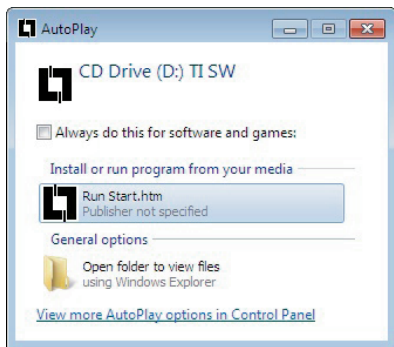 AutoPlay
CD Drive (D:) TI SW
Always do this for software and games:
Install or run program from your media
Run Start.htm
Publisher not specified
General options
Open folder to view files
using Windows Explorer
View more AutoPlay options in Control Panel